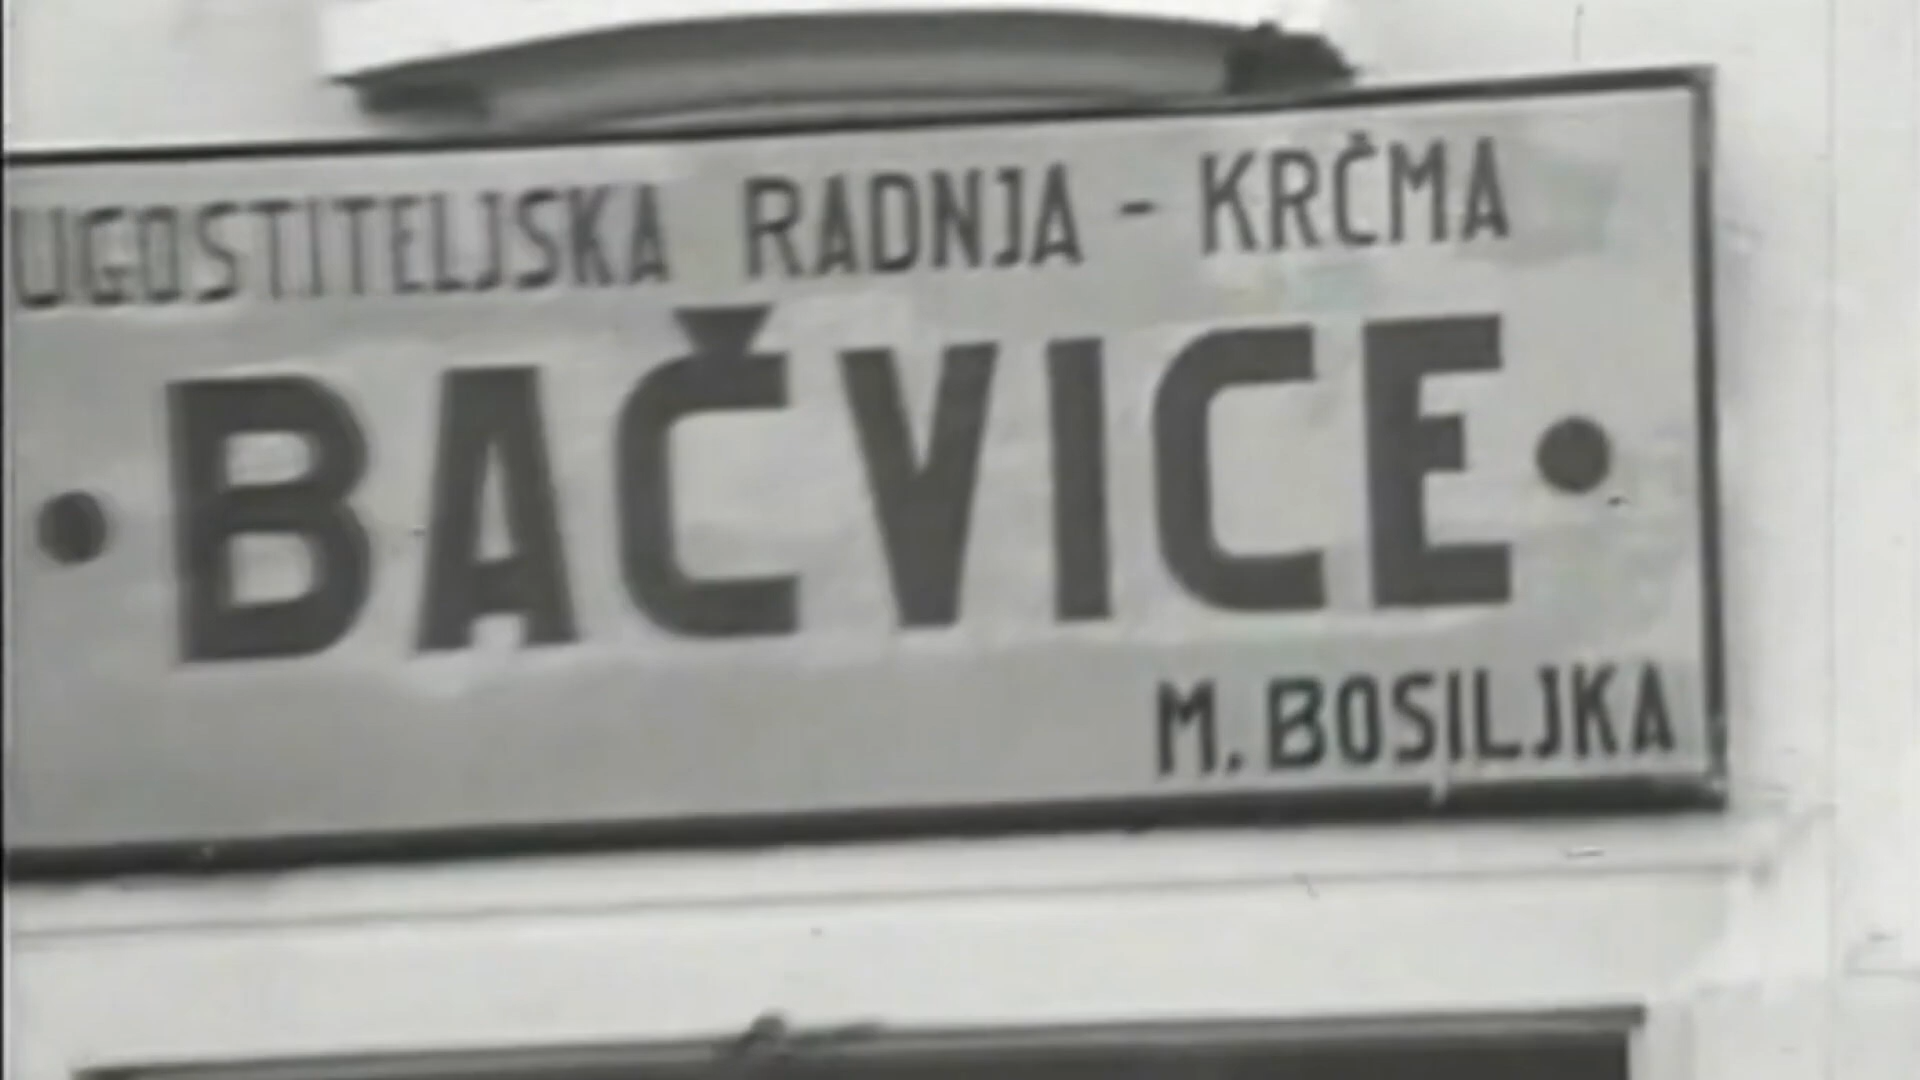 UGOSTITELJSKA RADNJA - KRČMA
• BAČVICE •
M. BOSILJKA